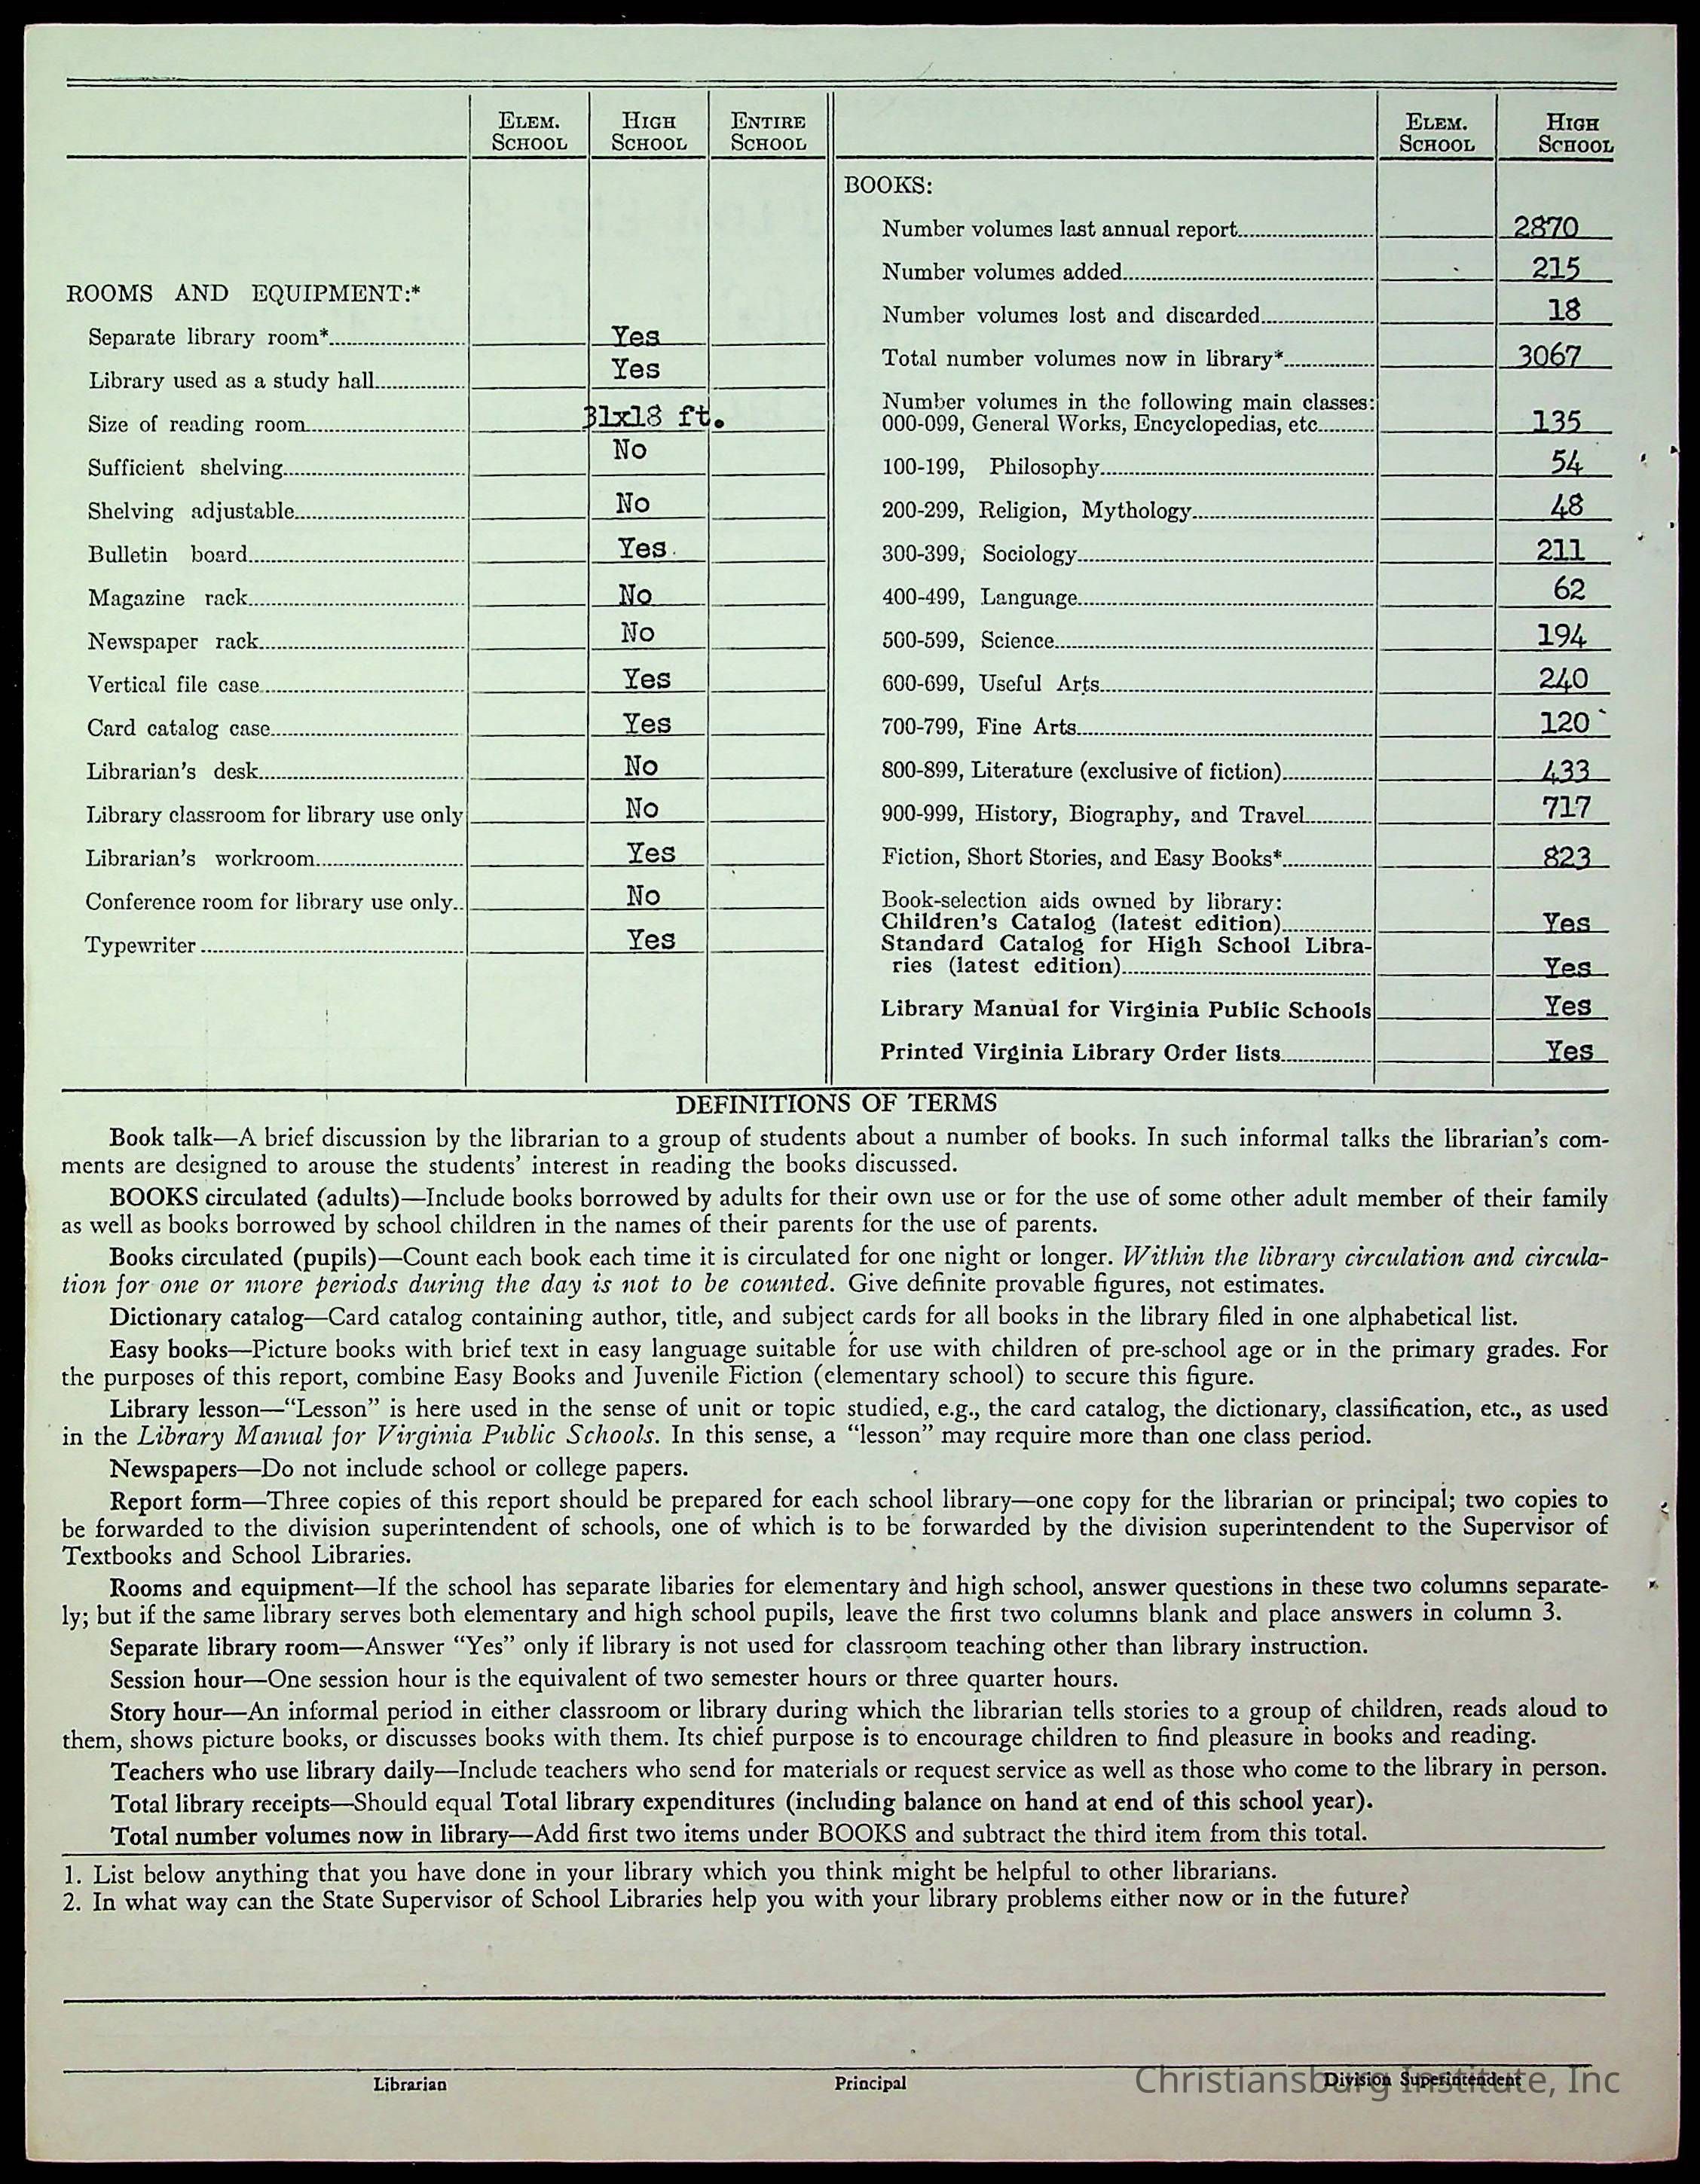 ELEM. SCHOOL HIGH SCHOOL ENTIRE SCHOOL
ROOMS AND EQUIPMENT:*
Separate library room* Yes
Library used as a study hall Yes
Size of reading room 31x18 ft.
Sufficient shelving No
Shelving adjustable No
Bulletin board Yes
Magazine rack No
Newspaper rack No
Vertical file case Yes
Card catalog case Yes
Librarian's desk No
Library classroom for library use only No
Librarian's workroom Yes
Conference room for library use only No
Typewriter Yes
ELEM. SCHOOL HIGH SCHOOL
BOOKS:
Number volumes last annual report 2870
Number volumes added 215
Number volumes lost and discarded 18
Total number volumes now in library* 3067
Number volumes in the following main classes:
000-099, General Works, Encyclopedias, etc. 135
100-199, Philosophy 54
200-299, Religion, Mythology 48
300-399, Sociology 211
400-499, Language 62
500-599, Science 194
600-699, Useful Arts 240
700-799, Fine Arts 120
800-899, Literature (exclusive of fiction) 433
900-999, History, Biography, and Travel 717
Fiction, Short Stories, and Easy Books* 823
Book-selection aids owned by library:
Children's Catalog (latest edition) Yes
Standard Catalog for High School Libra-
ries (latest edition) Yes
Library Manual for Virginia Public Schools Yes
Printed Virginia Library Order lists Yes
DEFINITIONS OF TERMS
Book talk—A brief discussion by the librarian to a group of students about a number of books. In such informal talks the librarian's com-
ments are designed to arouse the students' interest in reading the books discussed.
BOOKS circulated (adults)—Include books borrowed by adults for their own use or for the use of some other adult member of their family
as well as books borrowed by school children in the names of their parents for the use of parents.
Books circulated (pupils)—Count each book each time it is circulated for one night or longer. Within the library circulation and circula-
tion for one or more periods during the day is not to be counted. Give definite provable figures, not estimates.
Dictionary catalog—Card catalog containing author, title, and subject cards for all books in the library filed in one alphabetical list.
Easy books—Picture books with brief text in easy language suitable for use with children of pre-school age or in the primary grades. For
the purposes of this report, combine Easy Books and Juvenile Fiction (elementary school) to secure this figure.
Library lesson—"Lesson" is here used in the sense of unit or topic studied, e.g., the card catalog, the dictionary, classification, etc., as used
in the Library Manual for Virginia Public Schools. In this sense, a "lesson" may require more than one class period.
Newspapers—Do not include school or college papers.
Report form—Three copies of this report should be prepared for each school library—one copy for the librarian or principal; two copies to
be forwarded to the division superintendent of schools, one of which is to be forwarded by the division superintendent to the Supervisor of
Textbooks and School Libraries.
Rooms and equipment—If the school has separate libaries for elementary and high school, answer questions in these two columns separate-
ly; but if the same library serves both elementary and high school pupils, leave the first two columns blank and place answers in column 3.
Separate library room—Answer "Yes" only if library is not used for classroom teaching other than library instruction.
Session hour—One session hour is the equivalent of two semester hours or three quarter hours.
Story hour—An informal period in either classroom or library during which the librarian tells stories to a group of children, reads aloud to
them, shows picture books, or discusses books with them. Its chief purpose is to encourage children to find pleasure in books and reading.
Teachers who use library daily—Include teachers who send for materials or request service as well as those who come to the library in person.
Total library receipts—Should equal Total library expenditures (including balance on hand at end of this school year).
Total number volumes now in library—Add first two items under BOOKS and subtract the third item from this total.
1. List below anything that you have done in your library which you think might be helpful to other librarians.
2. In what way can the State Supervisor of School Libraries help you with your library problems either now or in the future?
Librarian Principal Division Superintendent
Christiansburg Institute, Inc